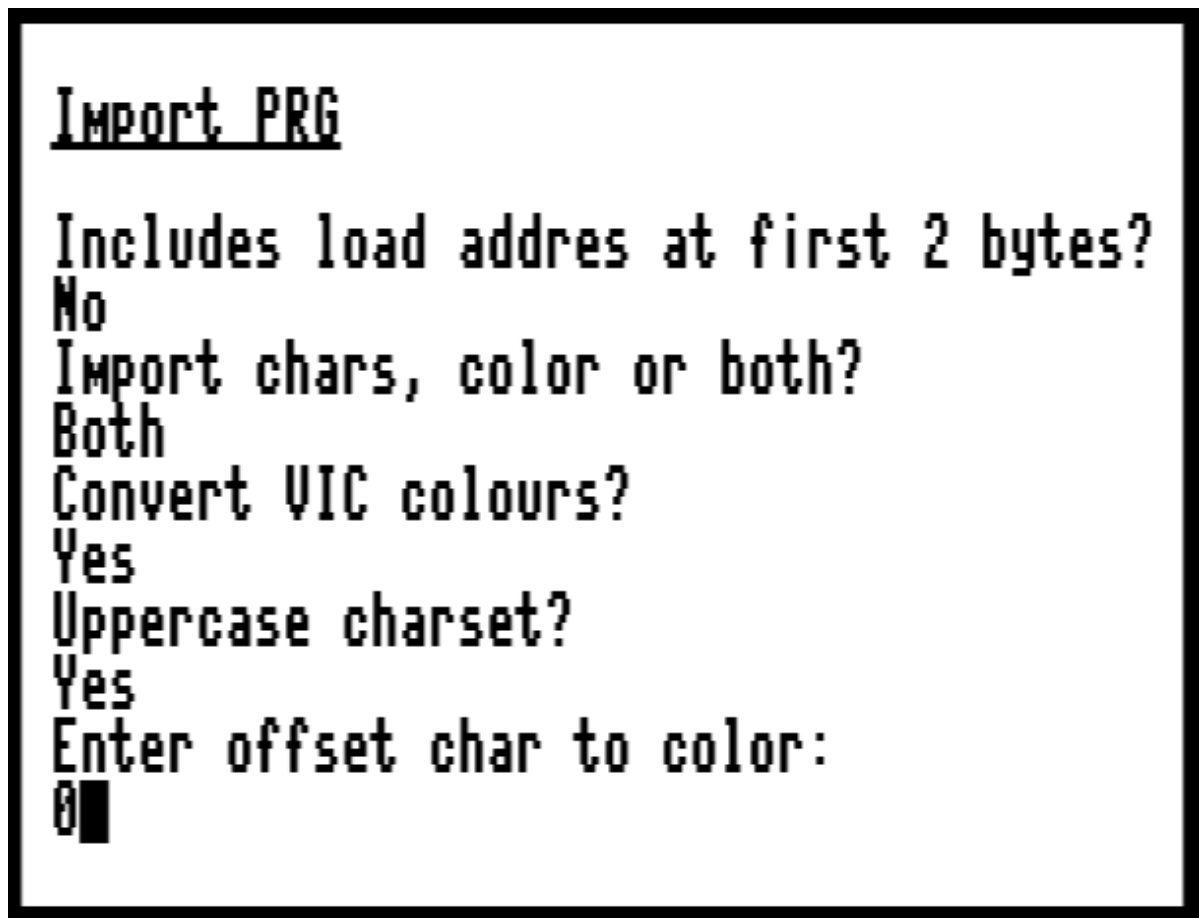 Import PRG
Includes load addres at first 2 bytes?
No
Import chars, color or both?
Both
Convert VIC colours?
Yes
Uppercase charset?
Yes
Enter offset char to color:
0